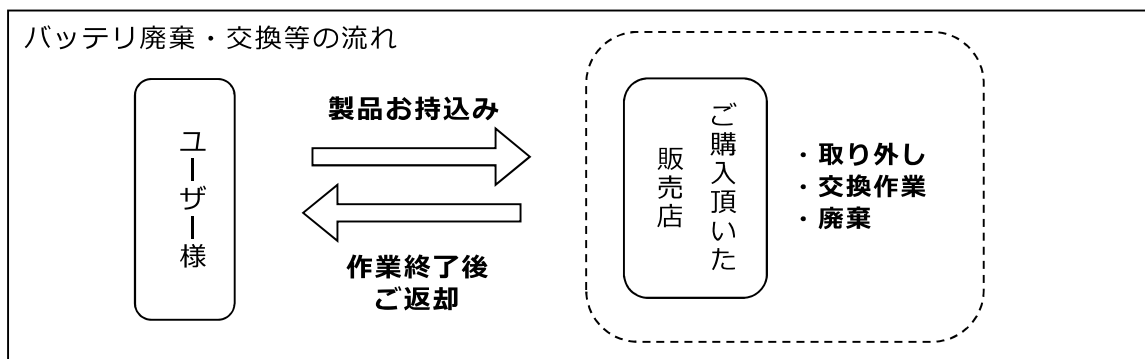 バッテリ廃棄・交換等の流れ
ユーザー様
製品お持込み
作業終了後
ご返却
ご購入頂いた
販売店
・取り外し
・交換作業
・廃棄